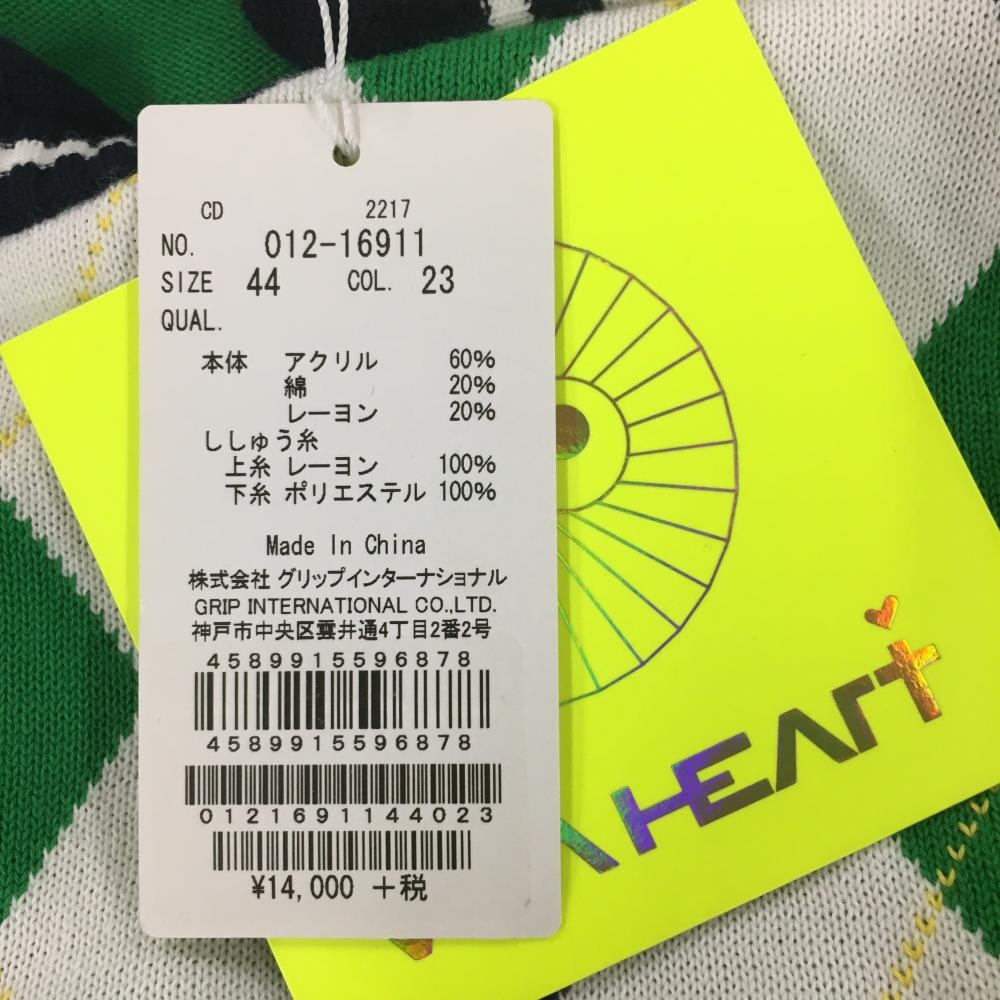 CD 2217
NO. 012-16911
SIZE 44 COL. 23
QUAL.
本体 アクリル 60%
綿 20%
レーヨン 20%
ししゅう糸
上糸 レーヨン 100%
下糸 ポリエステル 100%
Made In China
株式会社 グリップインターナショナル
GRIP INTERNATIONAL CO.,LTD.
神戸市中央区雲井通4丁目2番2号
4589915596878
4589915596878
0121691144023
¥14,000 +税
HEART